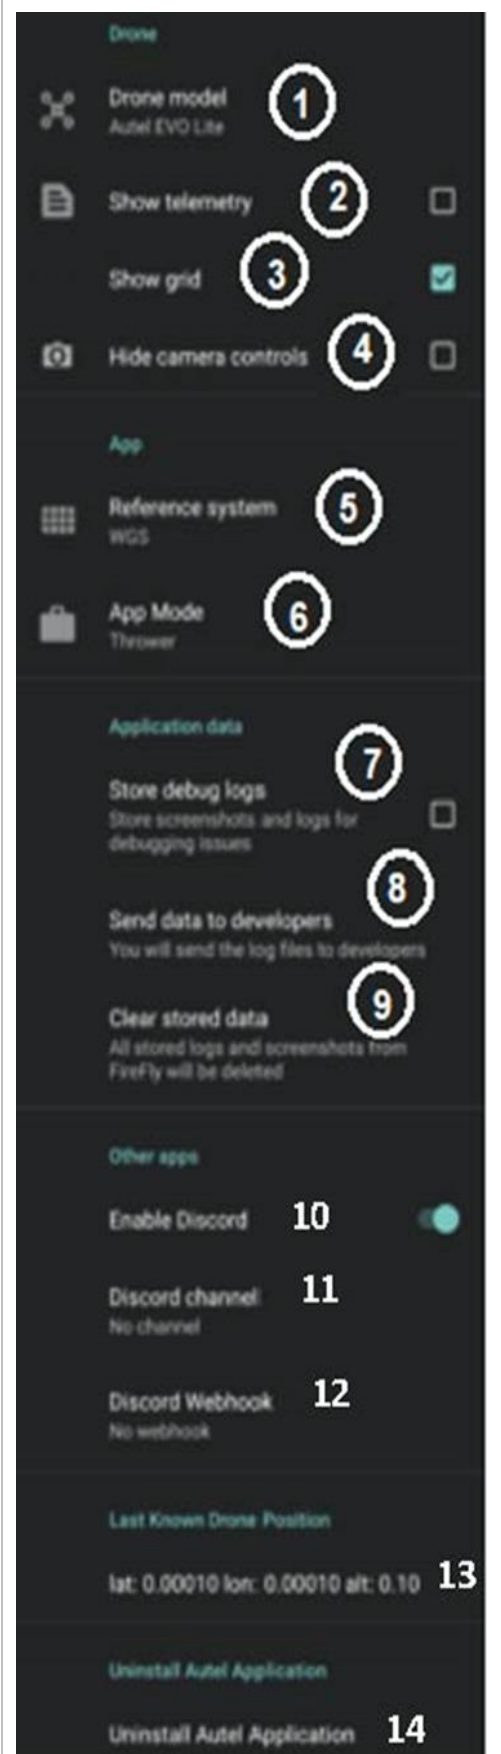 Drone
Drone model 1
Autel EVO Lite
Show telemetry 2
Show grid 3
Hide camera controls 4
App
Reference system 5
WGS
App Mode 6
Thrower
Application data
7
Store debug logs
Store screenshots and logs for
debugging issues
8
Send data to developers
You will send the log files to developers
9
Clear stored data
All stored logs and screenshots from
FireFly will be deleted
Other apps
Enable Discord 10
Discord channel 11
No channel
Discord Webhook 12
No webhook
Last Known Drone Position
lat: 0.00010 lon: 0.00010 alt: 0.10 13
Uninstall Autel Application
Uninstall Autel Application 14